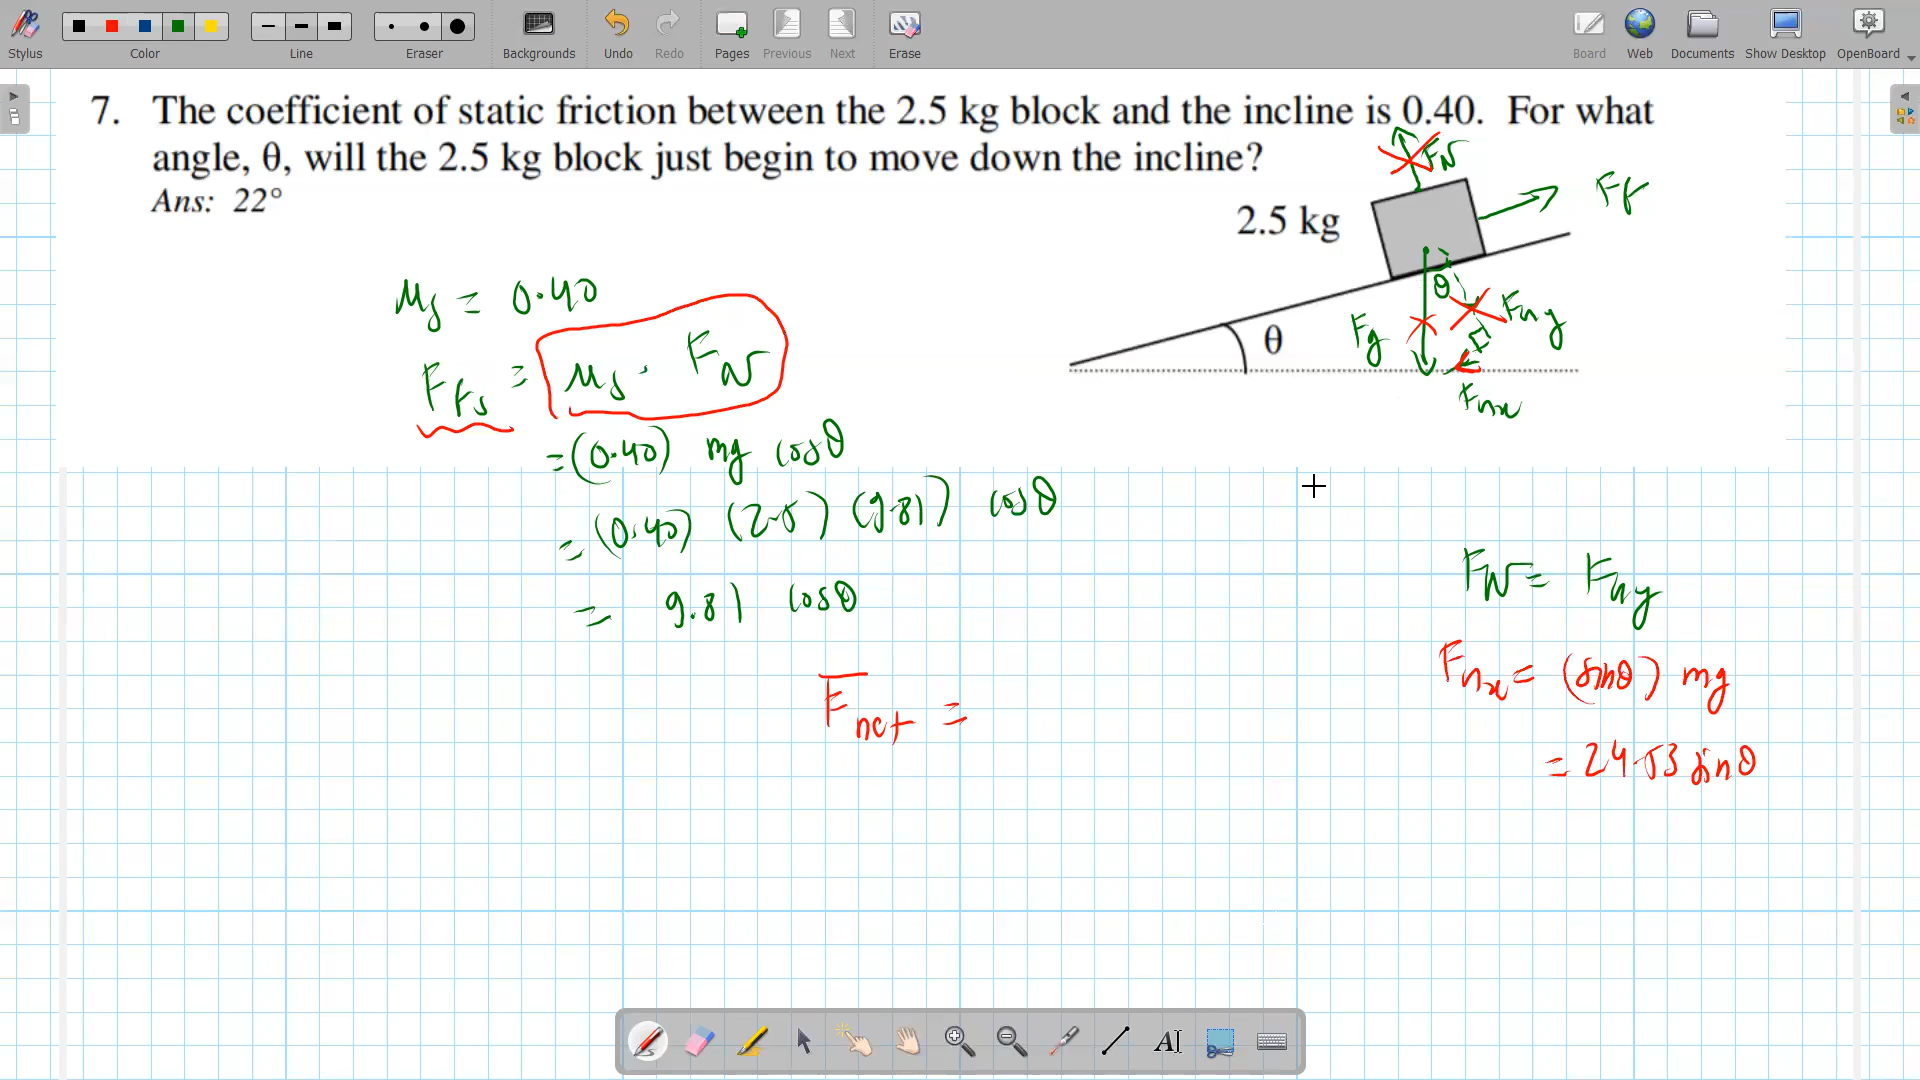 Stylus Color Line Eraser Backgrounds Undo Redo Pages Previous Next Erase Board Web Documents Show Desktop OpenBoard
7. The coefficient of static friction between the 2.5 kg block and the incline is 0.40. For what
angle, θ, will the 2.5 kg block just begin to move down the incline?
Ans: 22°
2.5 kg
θ
FN
Ff
θ
Fg
Fny
Fnx
μs = 0.40
Ffs = μs · FN
= (0.40) mg cosθ
= (0.40) (2.5) (9.81) cosθ
= 9.81 cosθ
Fnet =
FN = Fny
Fnx = (sinθ) mg
= 24.53 sinθ